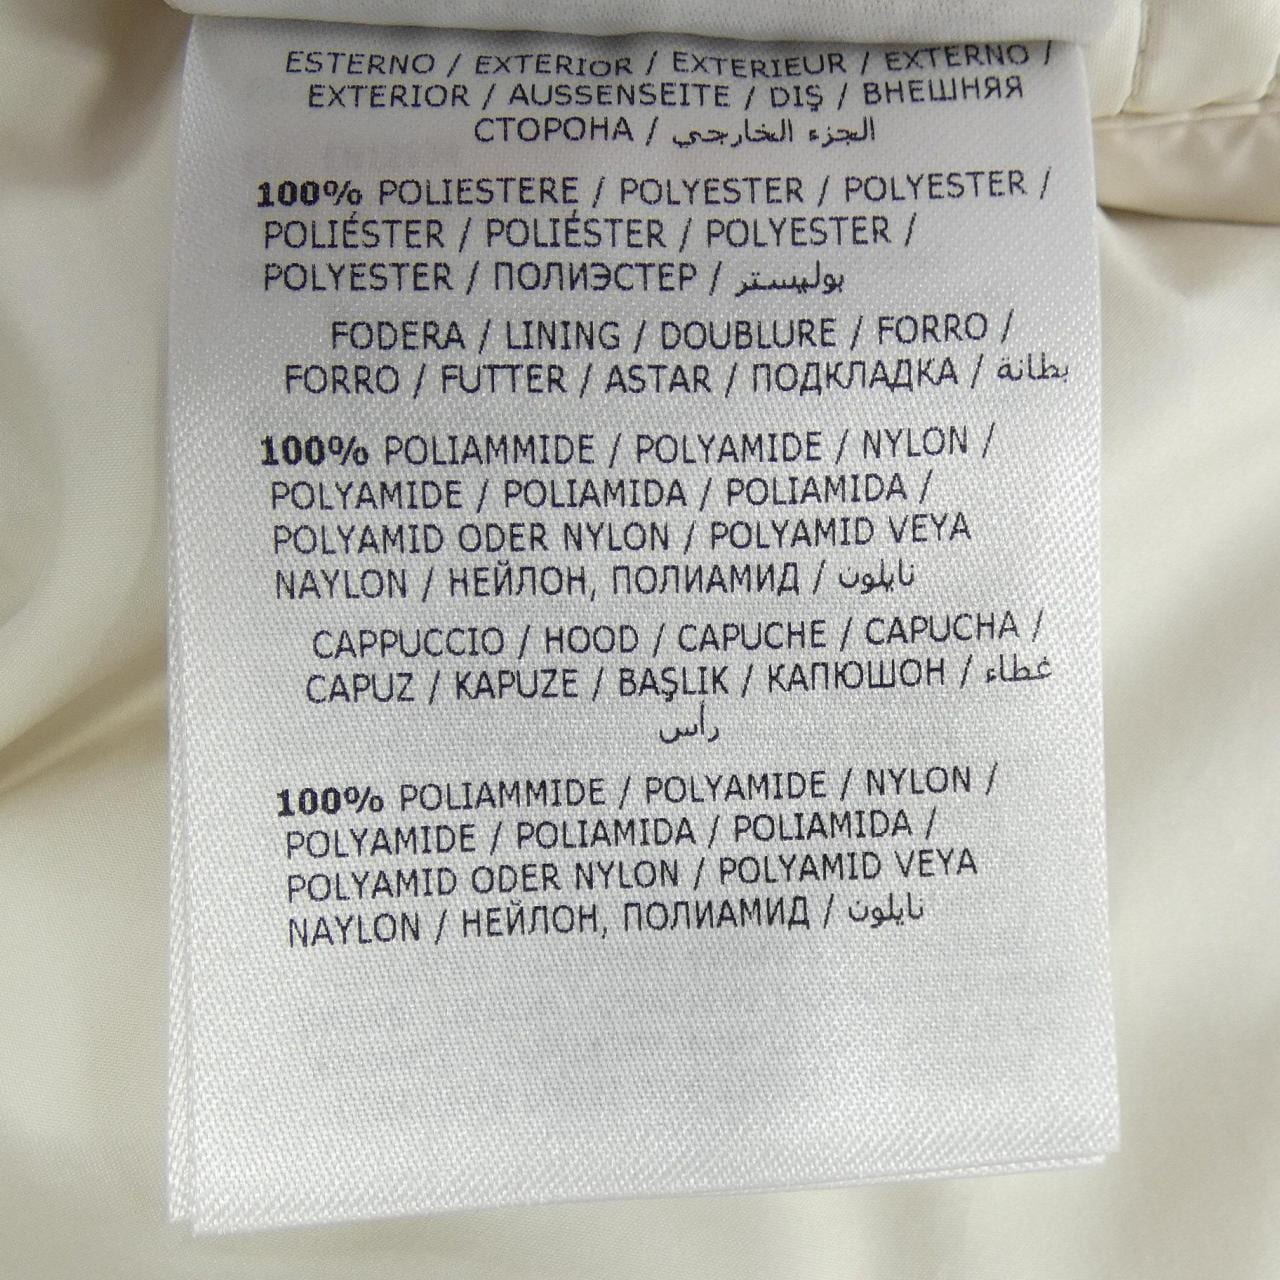 ESTERNO / EXTERIOR / EXTERIEUR / EXTERNO /
EXTERIOR / AUSSENSEITE / DIŞ / ВНЕШНЯЯ
СТОРОНА / الجزء الخارجي
100% POLIESTERE / POLYESTER / POLYESTER /
POLIÉSTER / POLIÉSTER / POLYESTER /
POLYESTER / ПОЛИЭСТЕР / بوليستر
FODERA / LINING / DOUBLURE / FORRO /
FORRO / FUTTER / ASTAR / ПОДКЛАДКА / بطانة
100% POLIAMMIDE / POLYAMIDE / NYLON /
POLYAMIDE / POLIAMIDA / POLIAMIDA /
POLYAMID ODER NYLON / POLYAMID VEYA
NAYLON / НЕЙЛОН, ПОЛИАМИД / نايلون
CAPPUCCIO / HOOD / CAPUCHE / CAPUCHA /
CAPUZ / KAPUZE / BAŞLIK / КАПЮШОН / غطاء
رأس
100% POLIAMMIDE / POLYAMIDE / NYLON /
POLYAMIDE / POLIAMIDA / POLIAMIDA /
POLYAMID ODER NYLON / POLYAMID VEYA
NAYLON / НЕЙЛОН, ПОЛИАМИД / نايلون